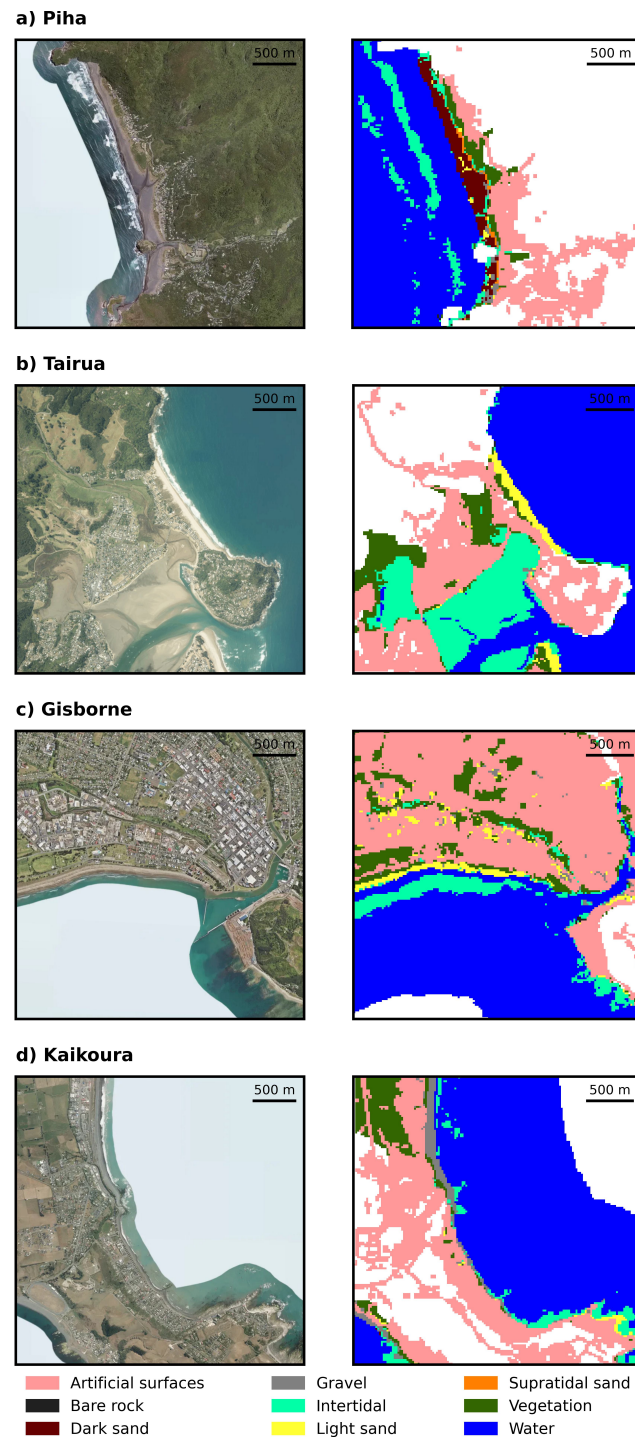 a) Piha
500 m
500 m
b) Tairua
500 m
500 m
c) Gisborne
500 m
500 m
d) Kaikoura
500 m
500 m
Artificial surfaces
Gravel
Supratidal sand
Bare rock
Intertidal
Vegetation
Dark sand
Light sand
Water